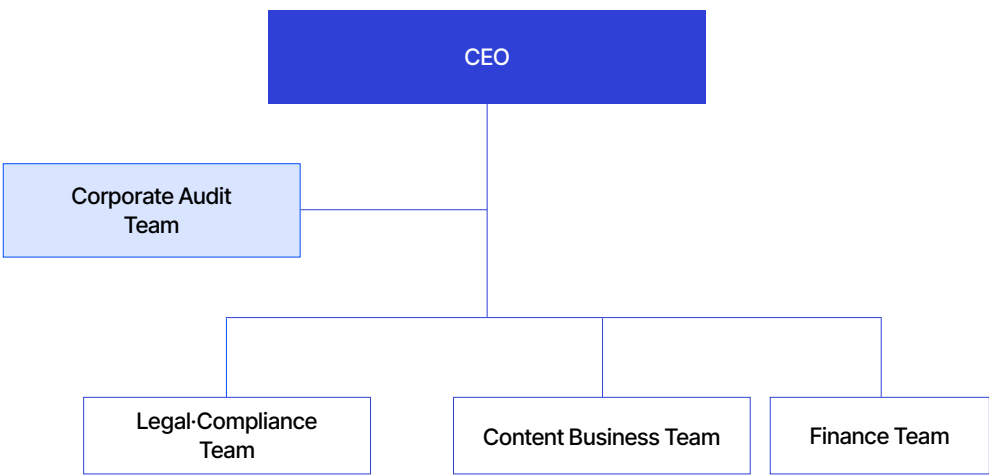 CEO
Corporate Audit
Team
Legal·Compliance
Team
Content Business Team
Finance Team